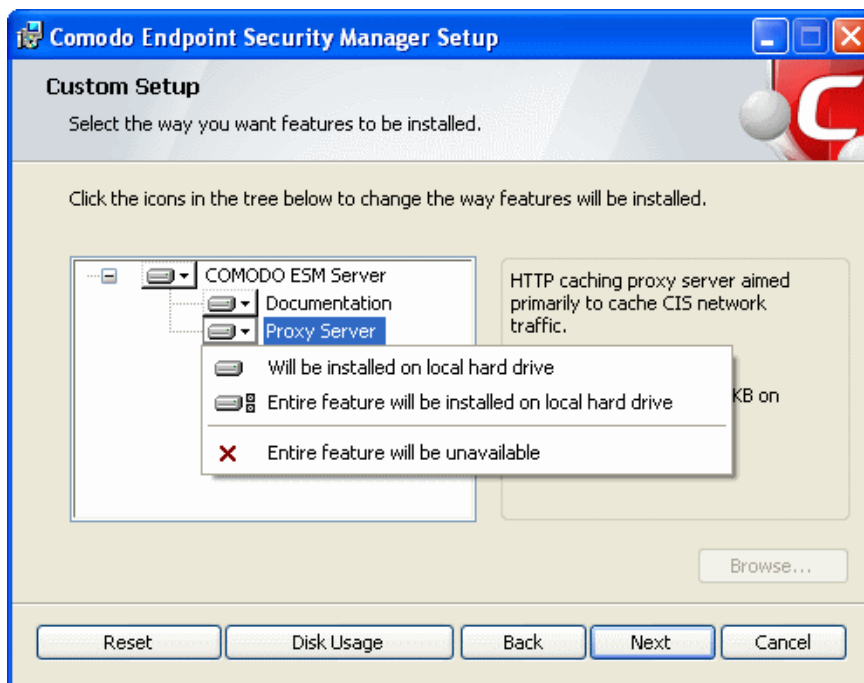 Comodo Endpoint Security Manager Setup
Custom Setup
Select the way you want features to be installed.
Click the icons in the tree below to change the way features will be installed.
COMODO ESM Server
Documentation
Proxy Server
Will be installed on local hard drive
Entire feature will be installed on local hard drive
Entire feature will be unavailable
HTTP caching proxy server aimed
primarily to cache CIS network
traffic.
KB on
Browse...
Reset
Disk Usage
Back
Next
Cancel